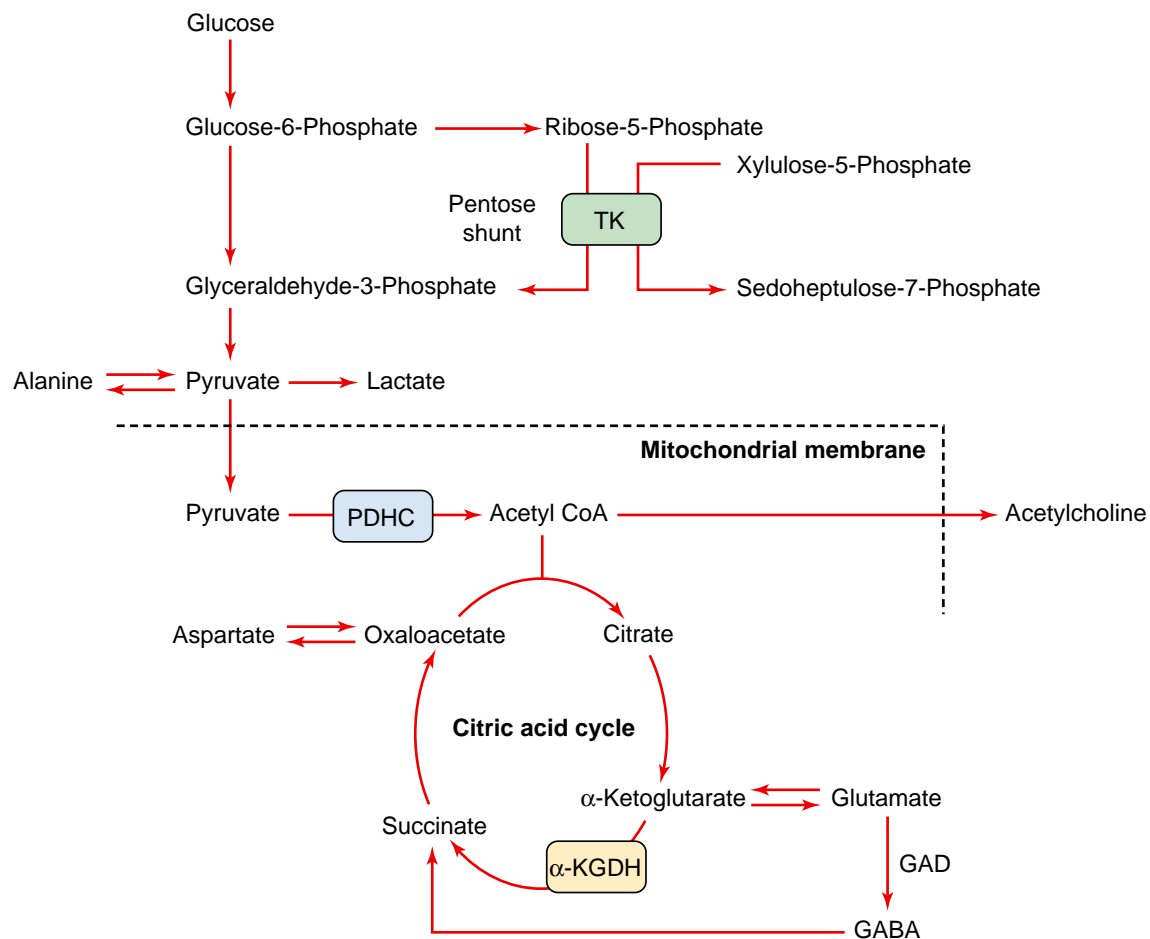 Glucose
Glucose-6-Phosphate
Ribose-5-Phosphate
Xylulose-5-Phosphate
Pentose
shunt
TK
Glyceraldehyde-3-Phosphate
Sedoheptulose-7-Phosphate
Alanine
Pyruvate
Lactate
Mitochondrial membrane
Pyruvate
PDHC
Acetyl CoA
Acetylcholine
Aspartate
Oxaloacetate
Citrate
Citric acid cycle
α-Ketoglutarate
Glutamate
Succinate
α-KGDH
GAD
GABA